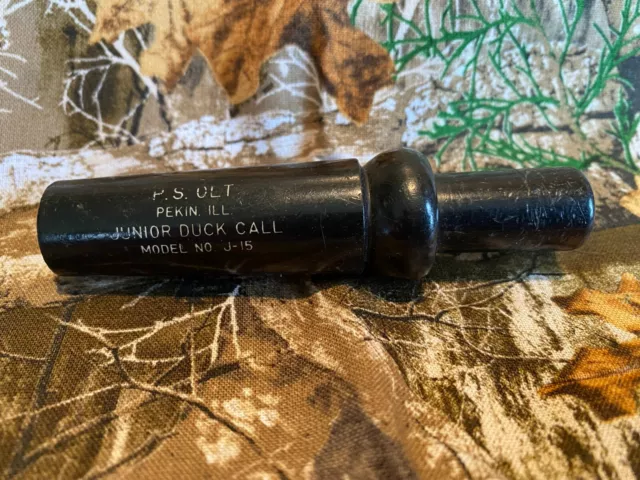 P. S. OLT
PEKIN, ILL.
JUNIOR DUCK CALL
MODEL NO. J-15